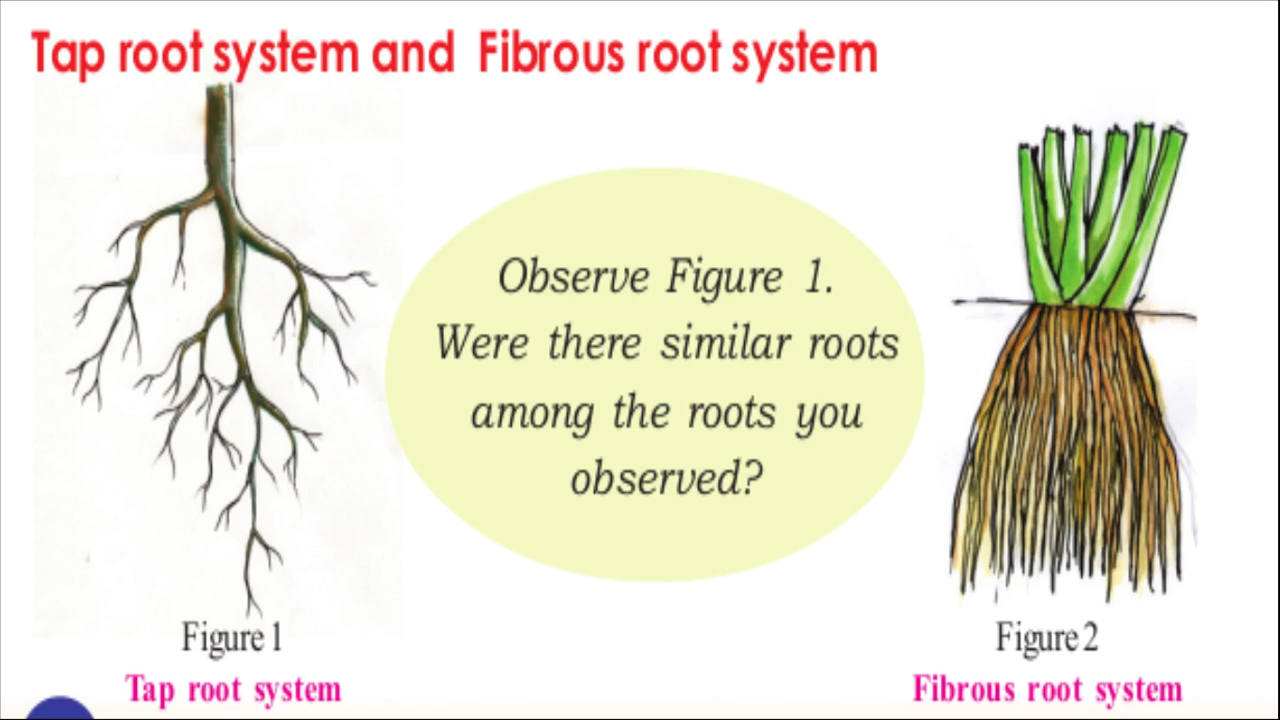 Tap root system and Fibrous root system
Observe Figure 1.
Were there similar roots
among the roots you
observed?
Figure 1
Tap root system
Figure 2
Fibrous root system